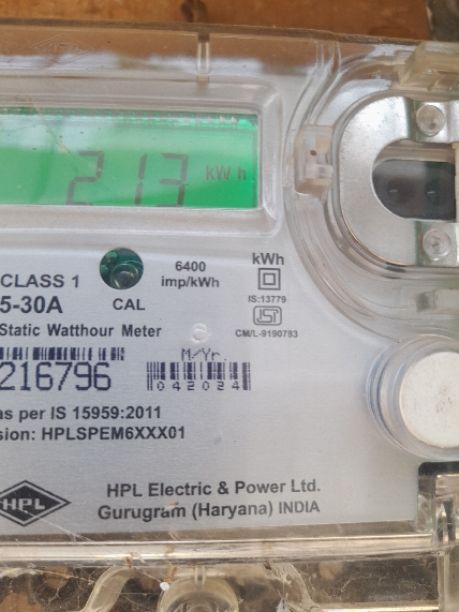 213 kWh
CLASS 1
6400
kWh
5-30A
CAL
imp/kWh
IS:13779
ISI
Static Watthour Meter
CM/L-9190783
M/Yr.
216796
042024
as per IS 15959:2011
sion: HPLSPEM6XXX01
HPL
HPL Electric & Power Ltd.
Gurugram (Haryana) INDIA